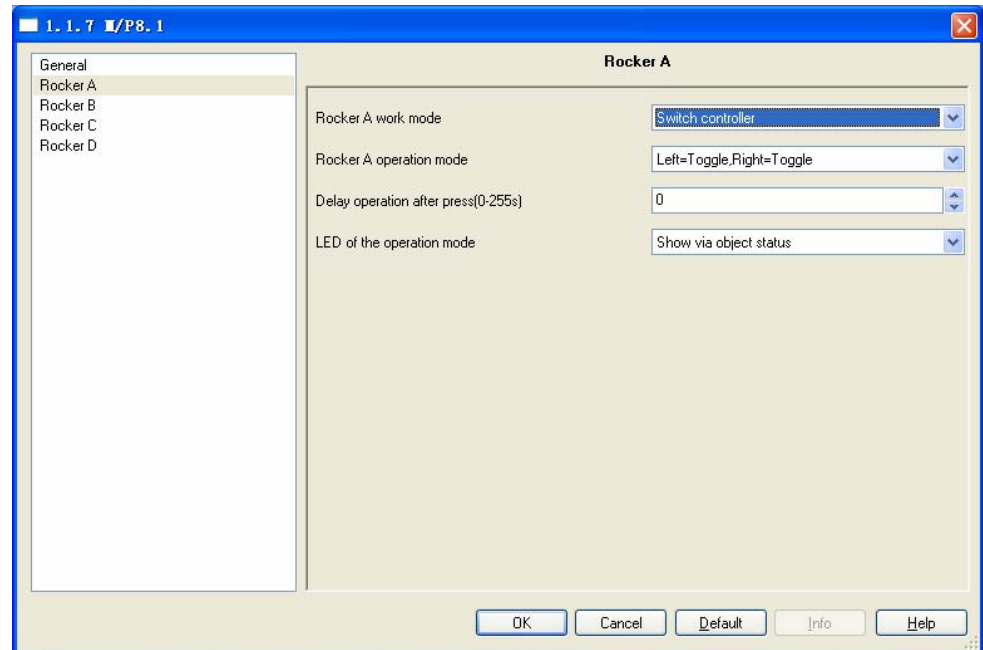 1.1.7 M/P8.1
General
Rocker A
Rocker B
Rocker C
Rocker D
Rocker A
Rocker A work mode
Switch controller
Rocker A operation mode
Left=Toggle,Right=Toggle
Delay operation after press(0-255s)
0
LED of the operation mode
Show via object status
OK
Cancel
Default
Info
Help